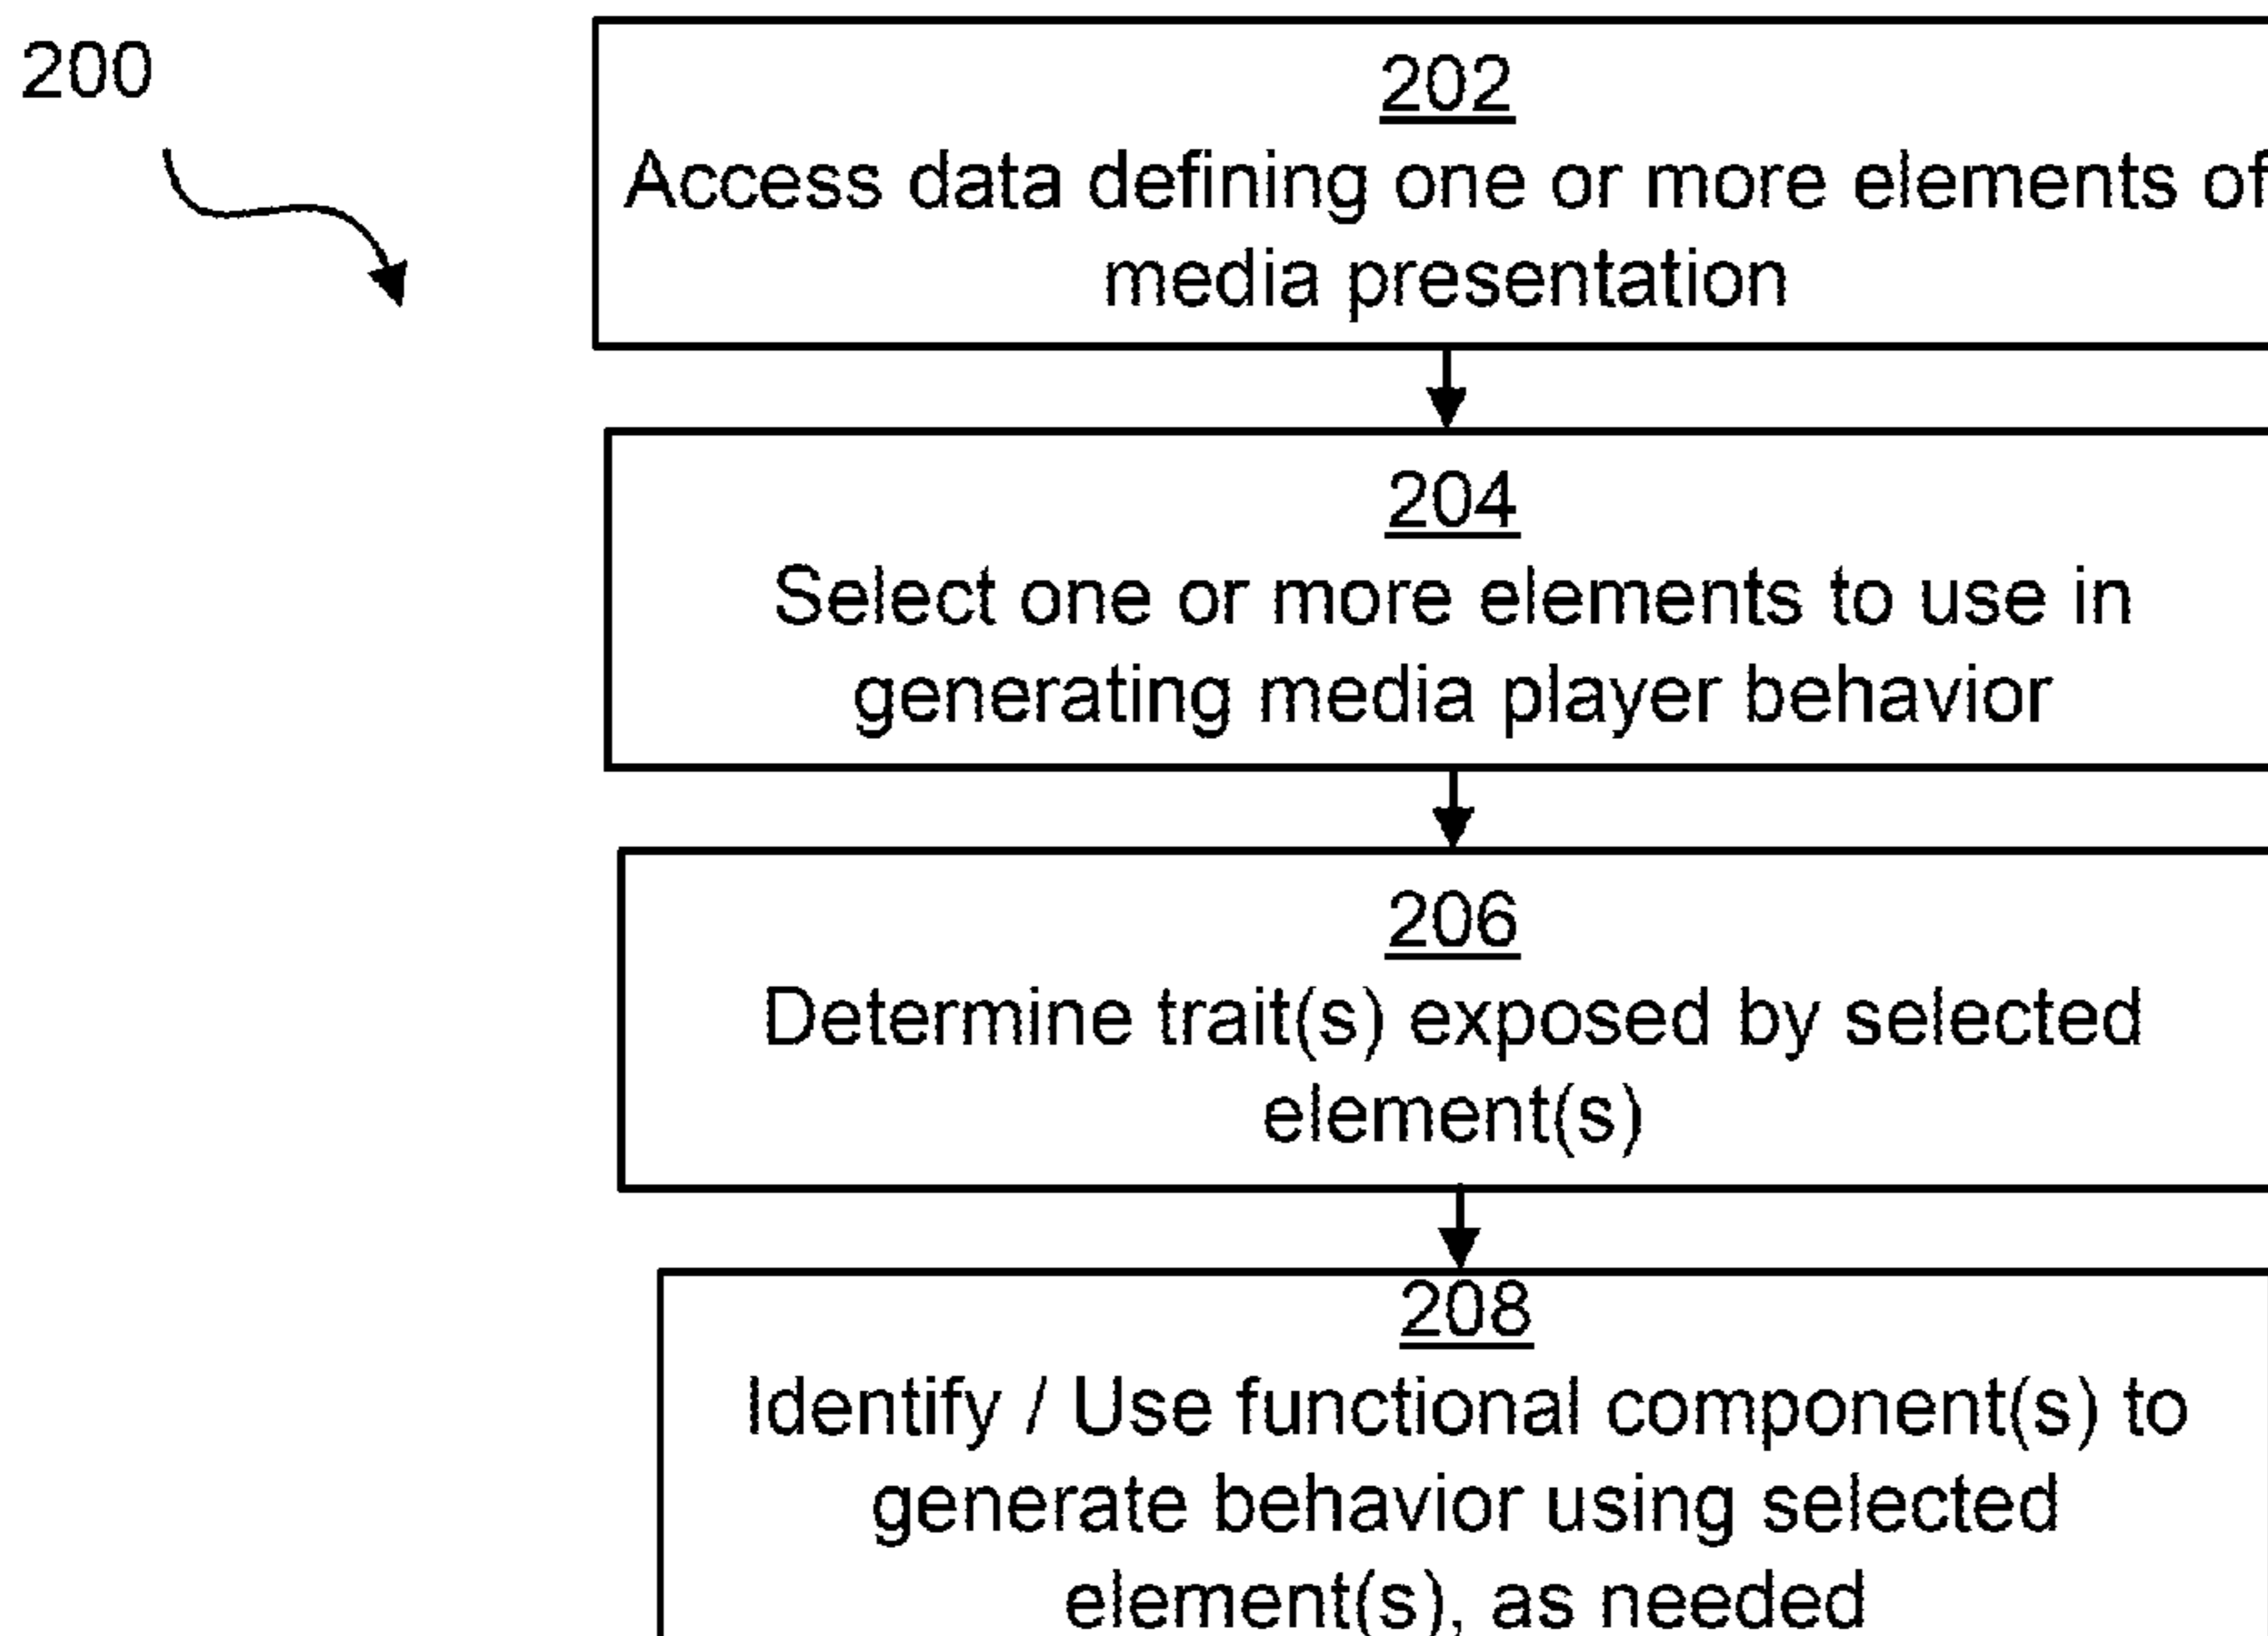 200
202
Access data defining one or more elements of
media presentation
204
Select one or more elements to use in
generating media player behavior
206
Determine trait(s) exposed by selected
element(s)
208
Identify / Use functional component(s) to
generate behavior using selected
element(s), as needed